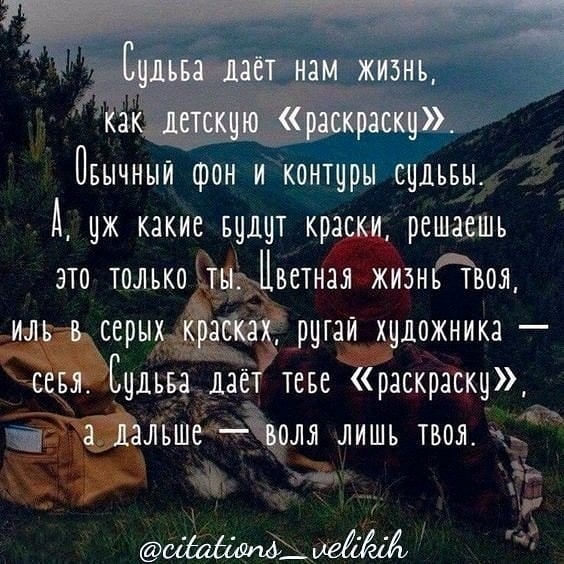 Судьба даёт нам жизнь,
как детскую «раскраску».
Обычный фон и контуры судьбы.
А, уж какие будут краски, решаешь
это только ты. Цветная жизнь твоя,
иль в серых красках, ругай художника —
себя. Судьба даёт тебе «раскраску»,
а дальше — воля лишь твоя.
@citations_velikih